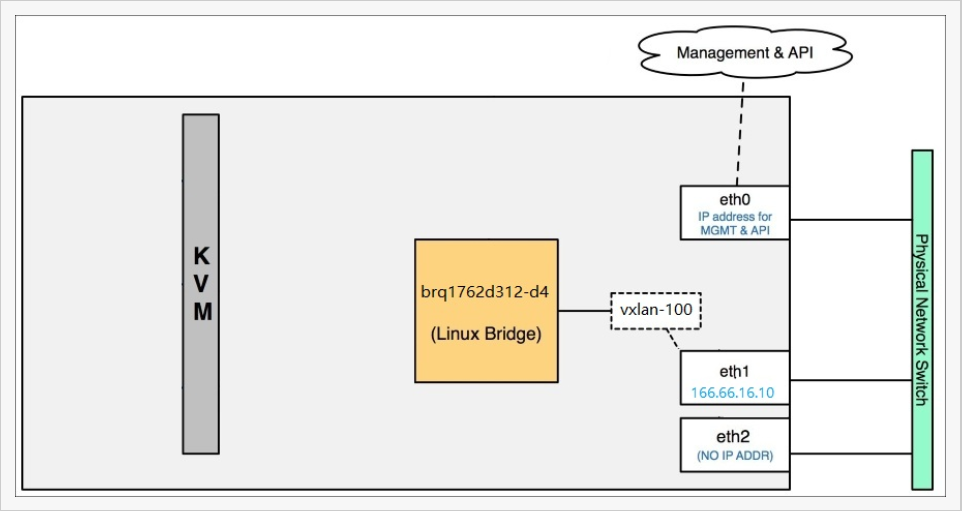 Management & API
eth0
IP address for
MGMT & API
K
V
M
brq1762d312-d4
(Linux Bridge)
vxlan-100
eth1
166.66.16.10
eth2
(NO IP ADDR)
Physical Network Switch